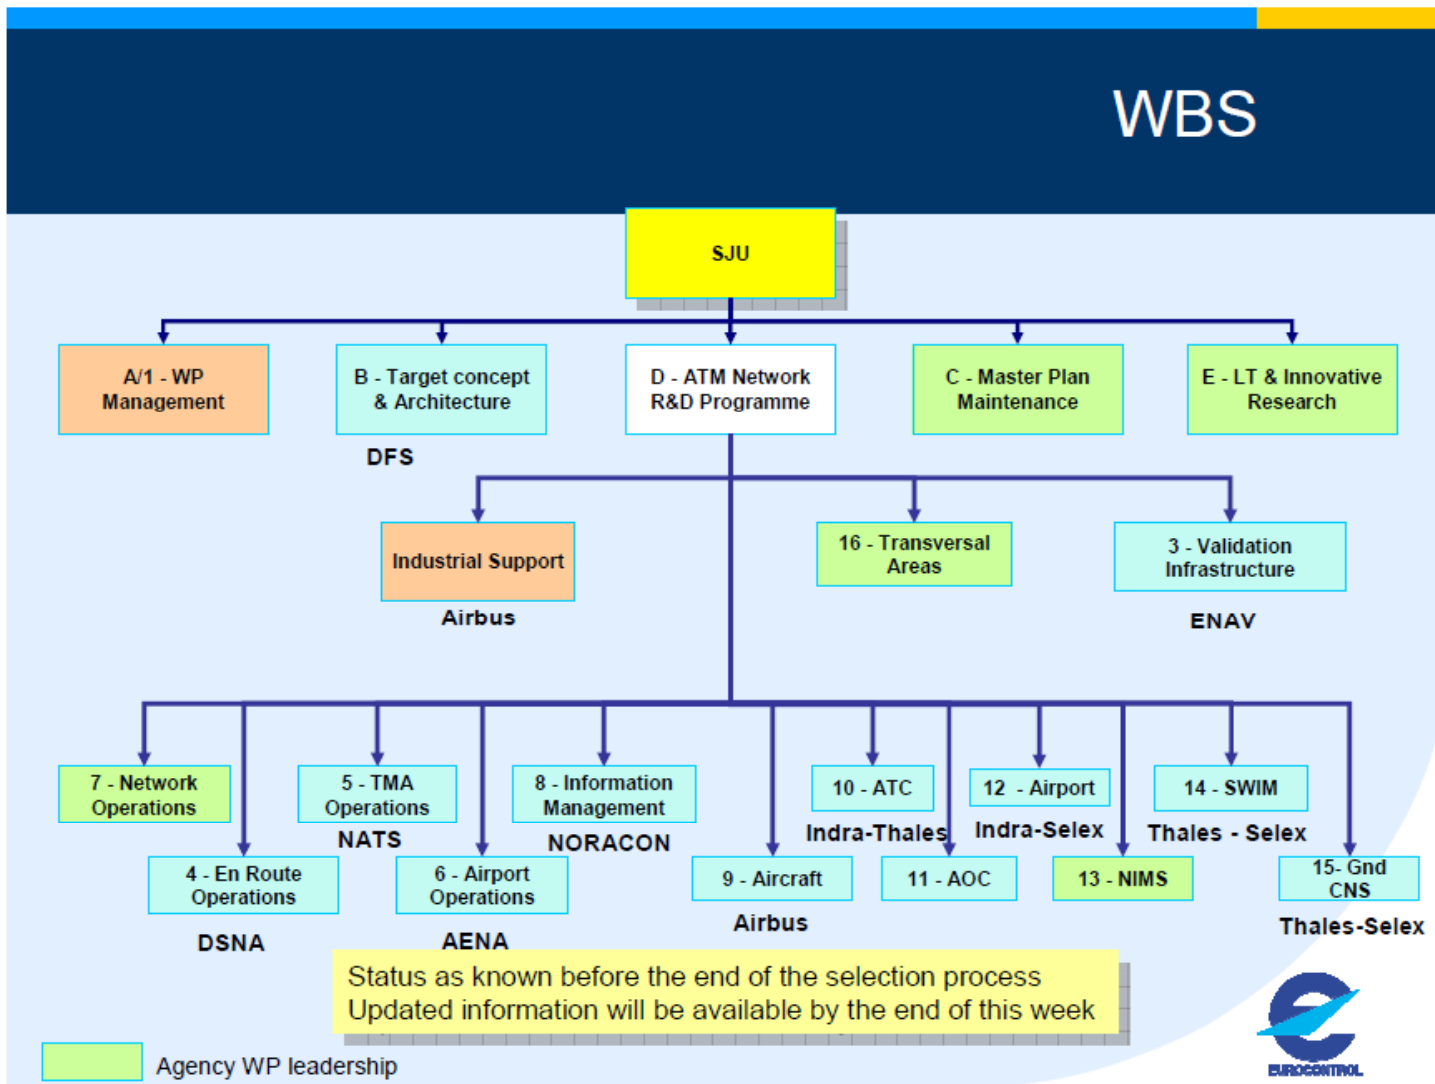 WBS
SJU
A/1 - WP
Management
B - Target concept
& Architecture
DFS
D - ATM Network
R&D Programme
C - Master Plan
Maintenance
E - LT & Innovative
Research
Industrial Support
Airbus
16 - Transversal
Areas
3 - Validation
Infrastructure
ENAV
7 - Network
Operations
5 - TMA
Operations
NATS
8 - Information
Management
NORACON
10 - ATC
Indra-Thales
12 - Airport
Indra-Selex
14 - SWIM
Thales - Selex
4 - En Route
Operations
DSNA
6 - Airport
Operations
AENA
9 - Aircraft
Airbus
11 - AOC
13 - NIMS
15- Gnd
CNS
Thales-Selex
Status as known before the end of the selection process
Updated information will be available by the end of this week
Agency WP leadership
EUROCONTROL